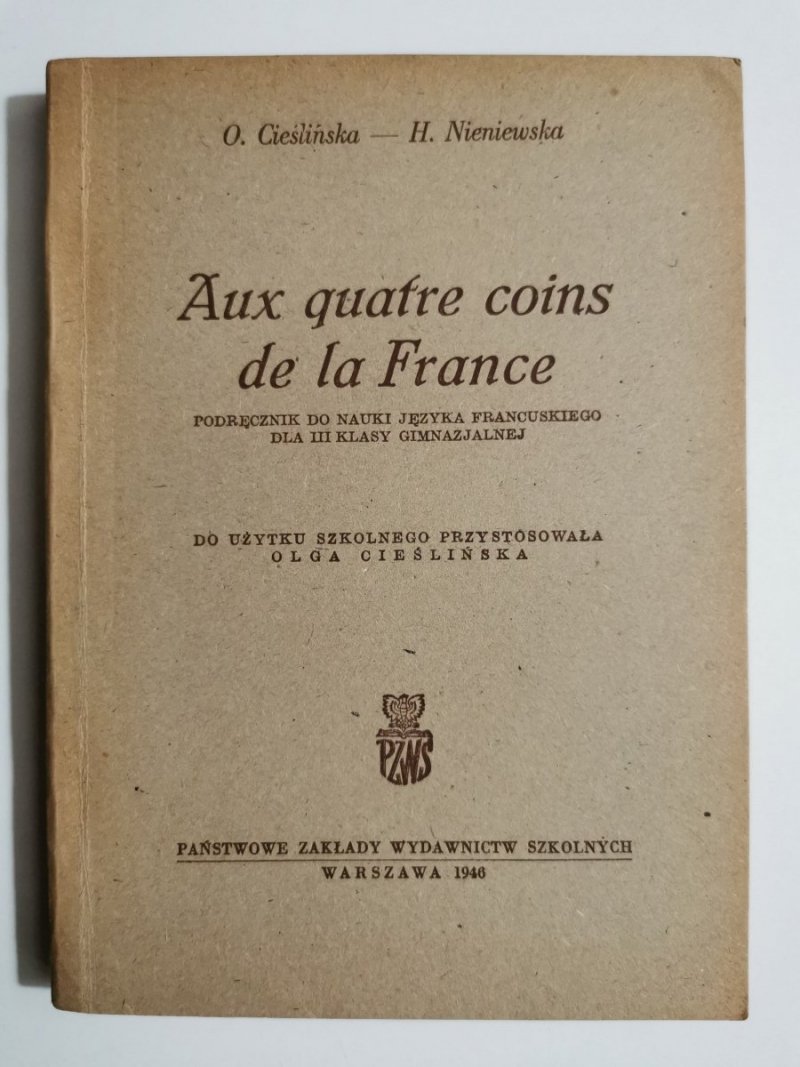 O. Cieślińska — H. Nieniewska
Aux quatre coins
de la France
PODRĘCZNIK DO NAUKI JĘZYKA FRANCUSKIEGO
DLA III KLASY GIMNAZJALNEJ
DO UŻYTKU SZKOLNEGO PRZYSTOSOWAŁA
OLGA CIEŚLIŃSKA
PZWS
PAŃSTWOWE ZAKŁADY WYDAWNICTW SZKOLNYCH
WARSZAWA 1946